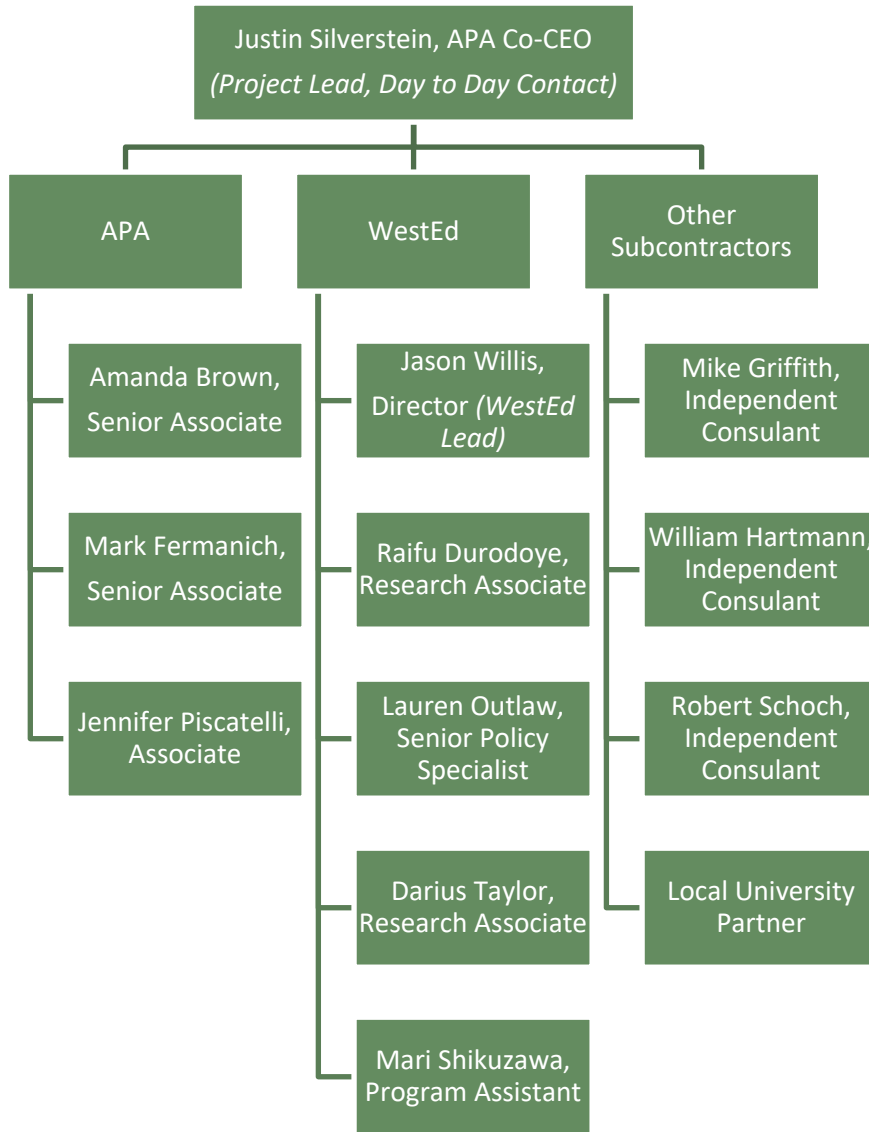 Justin Silverstein, APA Co-CEO
(Project Lead, Day to Day Contact)
APA
Amanda Brown,
Senior Associate
Mark Fermanich,
Senior Associate
Jennifer Piscatelli,
Associate
WestEd
Jason Willis,
Director (WestEd
Lead)
Raifu Durodoye,
Research Associate
Lauren Outlaw,
Senior Policy
Specialist
Darius Taylor,
Research Associate
Mari Shikuzawa,
Program Assistant
Other
Subcontractors
Mike Griffith,
Independent
Consulant
William Hartmann,
Independent
Consulant
Robert Schoch,
Independent
Consulant
Local University
Partner